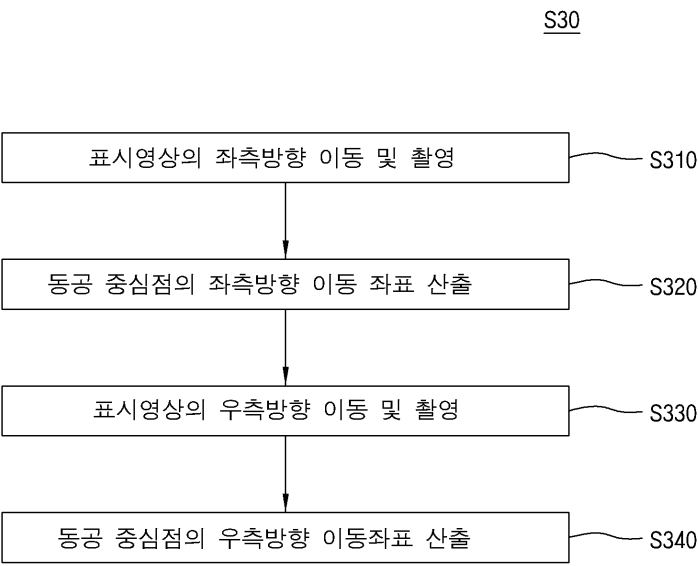 S30
표시영상의 좌측방향 이동 및 촬영
S310
동공 중심점의 좌측방향 이동 좌표 산출
S320
표시영상의 우측방향 이동 및 촬영
S330
동공 중심점의 우측방향 이동좌표 산출
S340